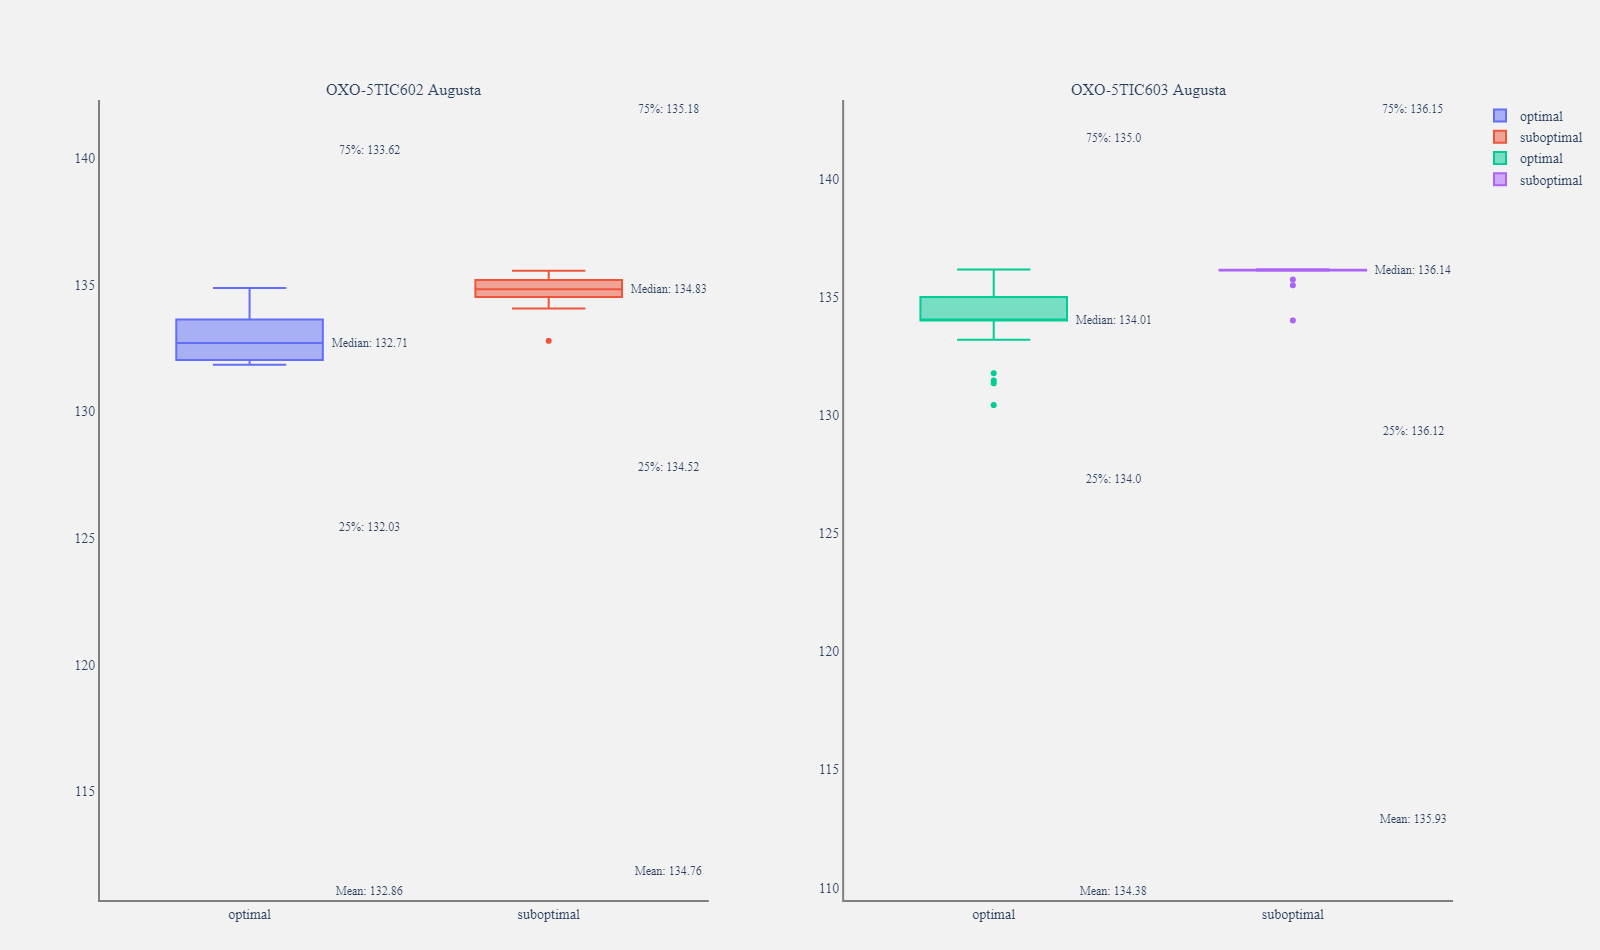 OXO-5TIC602 Augusta
75%: 135.18
75%: 133.62
140
135
Median: 134.83
Median: 132.71
130
25%: 134.52
25%: 132.03
125
120
115
Mean: 134.76
Mean: 132.86
optimal
suboptimal
OXO-5TIC603 Augusta
75%: 136.15
75%: 135.0
140
135
Median: 136.14
Median: 134.01
130
25%: 136.12
25%: 134.0
125
120
115
Mean: 135.93
110
Mean: 134.38
optimal
suboptimal
optimal
suboptimal
optimal
suboptimal